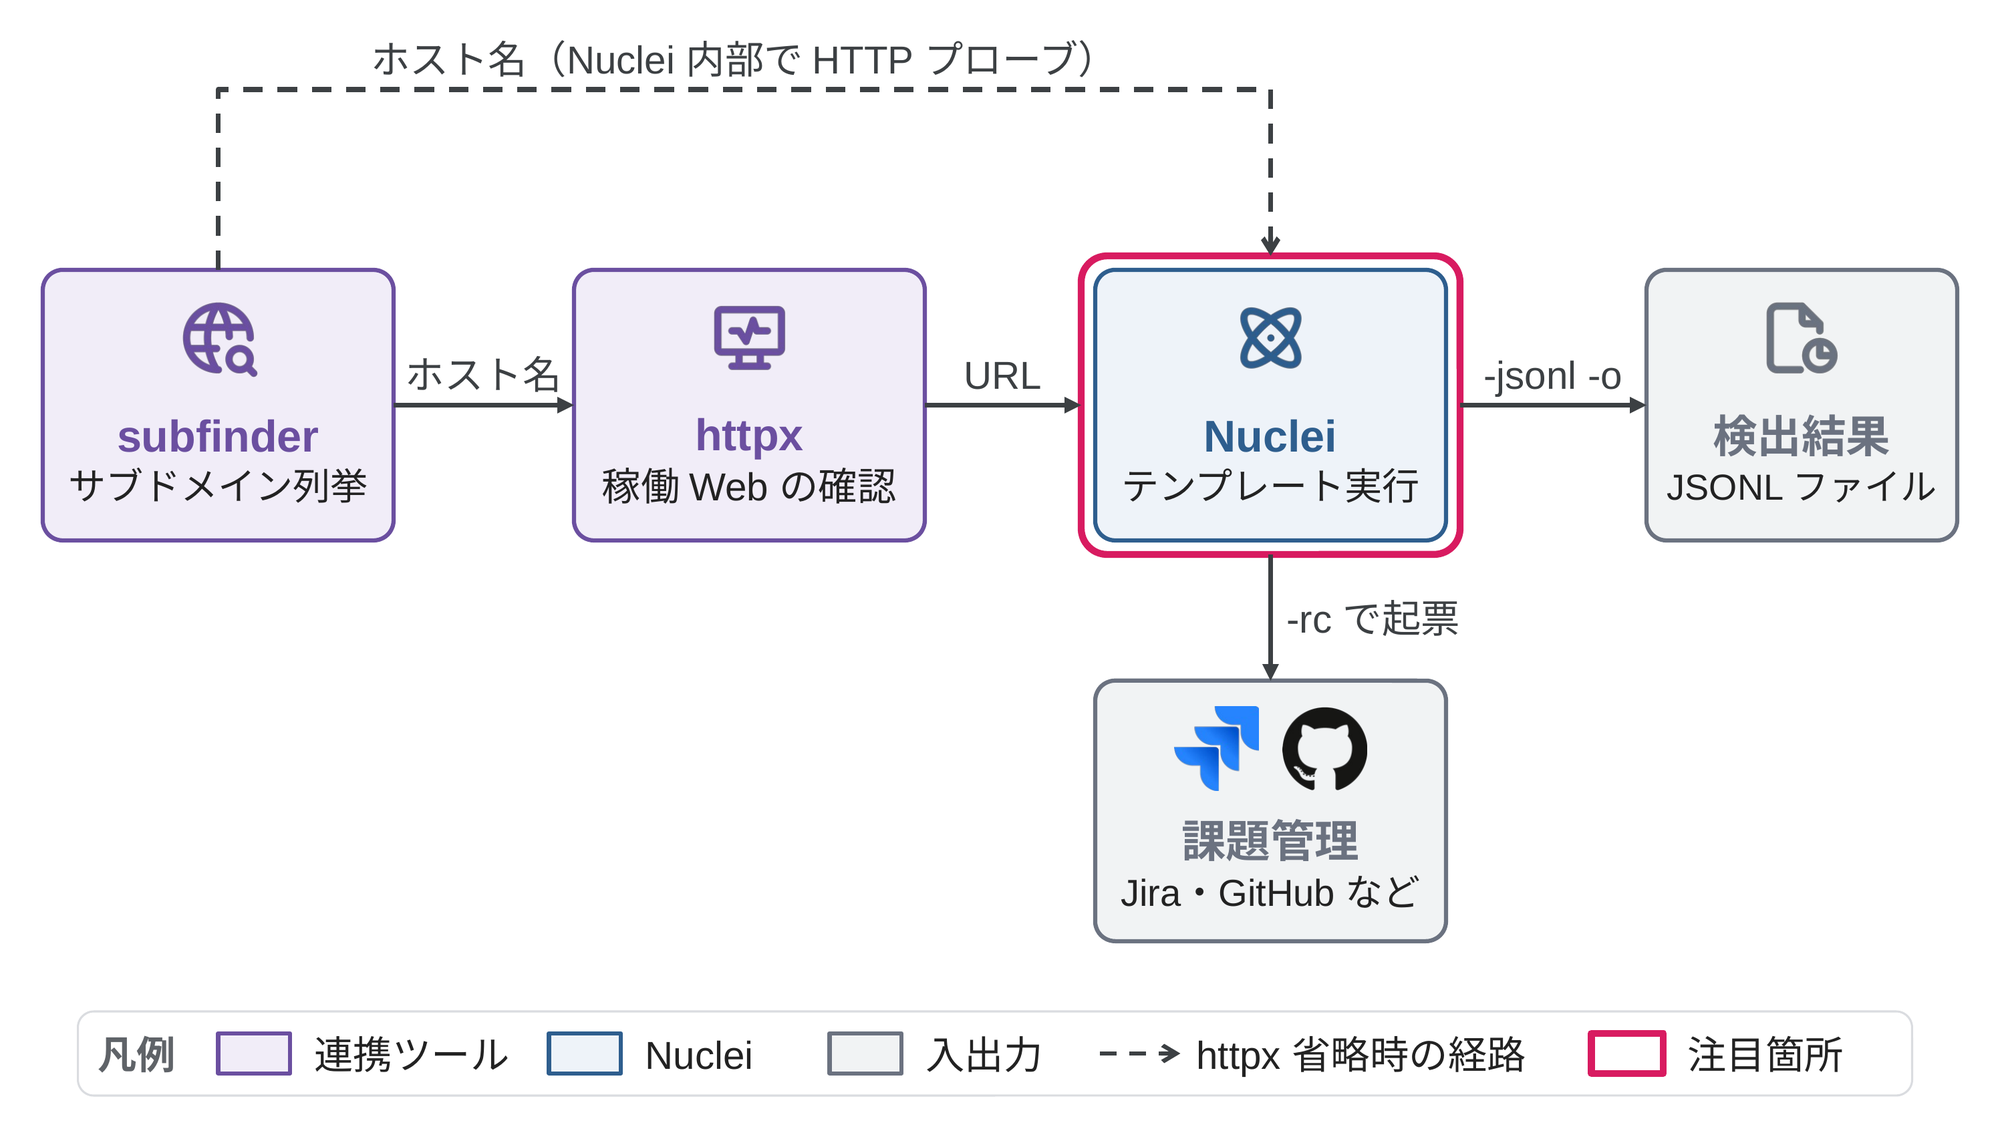 ホスト名（Nuclei 内部で HTTP プローブ）
subfinder
サブドメイン列挙
ホスト名
httpx
稼働 Web の確認
URL
Nuclei
テンプレート実行
-jsonl -o
検出結果
JSONL ファイル
-rc で起票
課題管理
Jira・GitHub など
凡例
連携ツール
Nuclei
入出力
httpx 省略時の経路
注目箇所